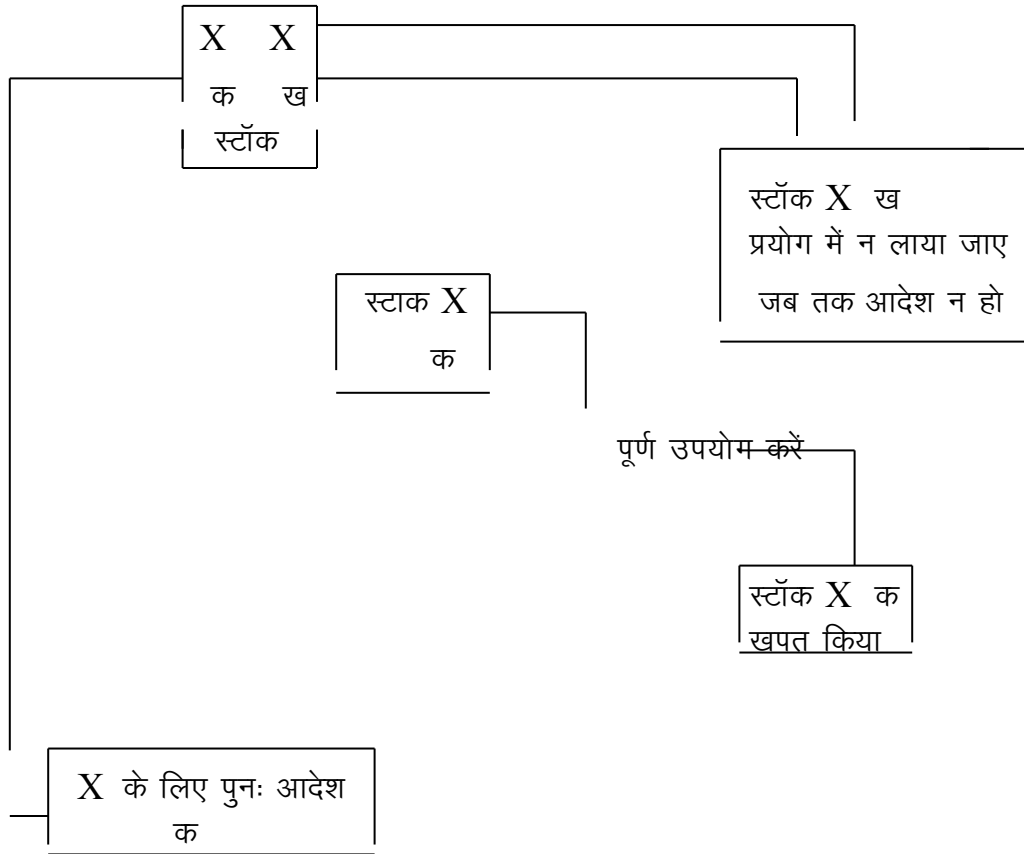 X X
क ख
स्टॉक
स्टॉक X ख
प्रयोग में न लाया जाए
जब तक आदेश न हो
स्टाक X
क
पूर्ण उपयोग करें
स्टॉक X क
खपत किया
X के लिए पुनः आदेश
क